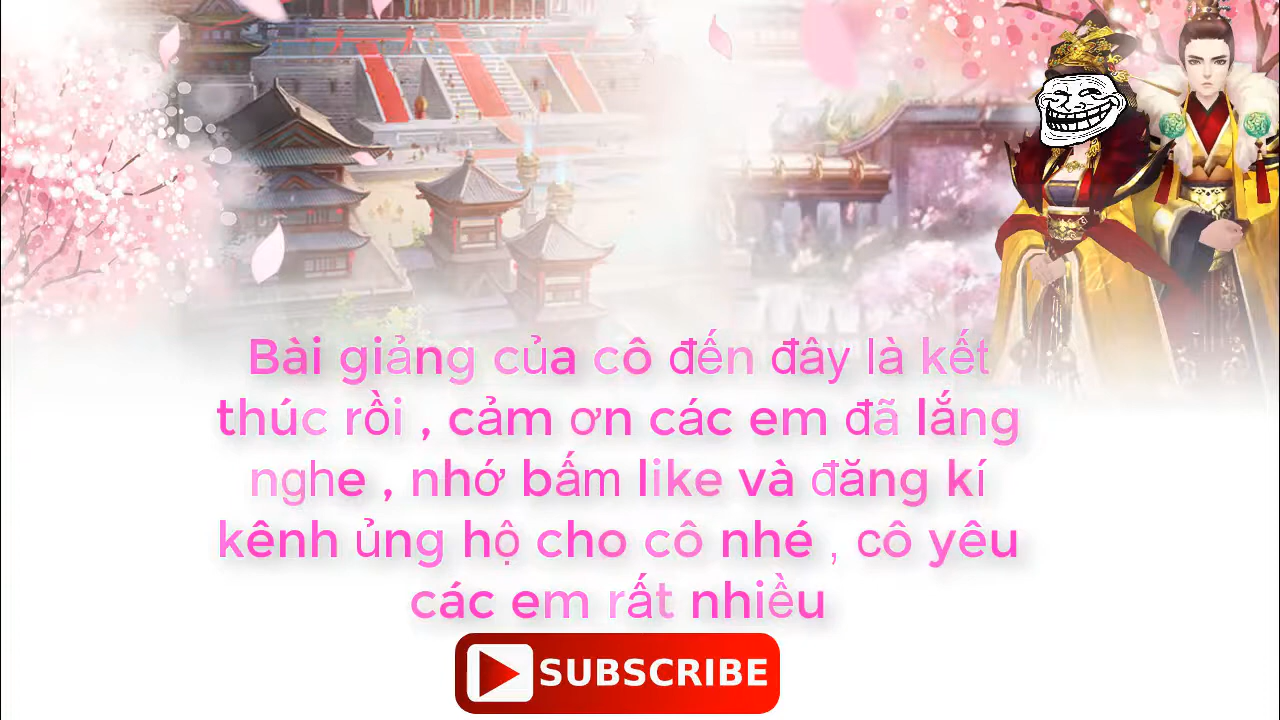 Bài giảng của cô đến đây là kết
thúc rồi , cảm ơn các em đã lắng
nghe , nhớ bấm like và đăng kí
kênh ủng hộ cho cô nhé , cô yêu
các em rất nhiều
SUBSCRIBE